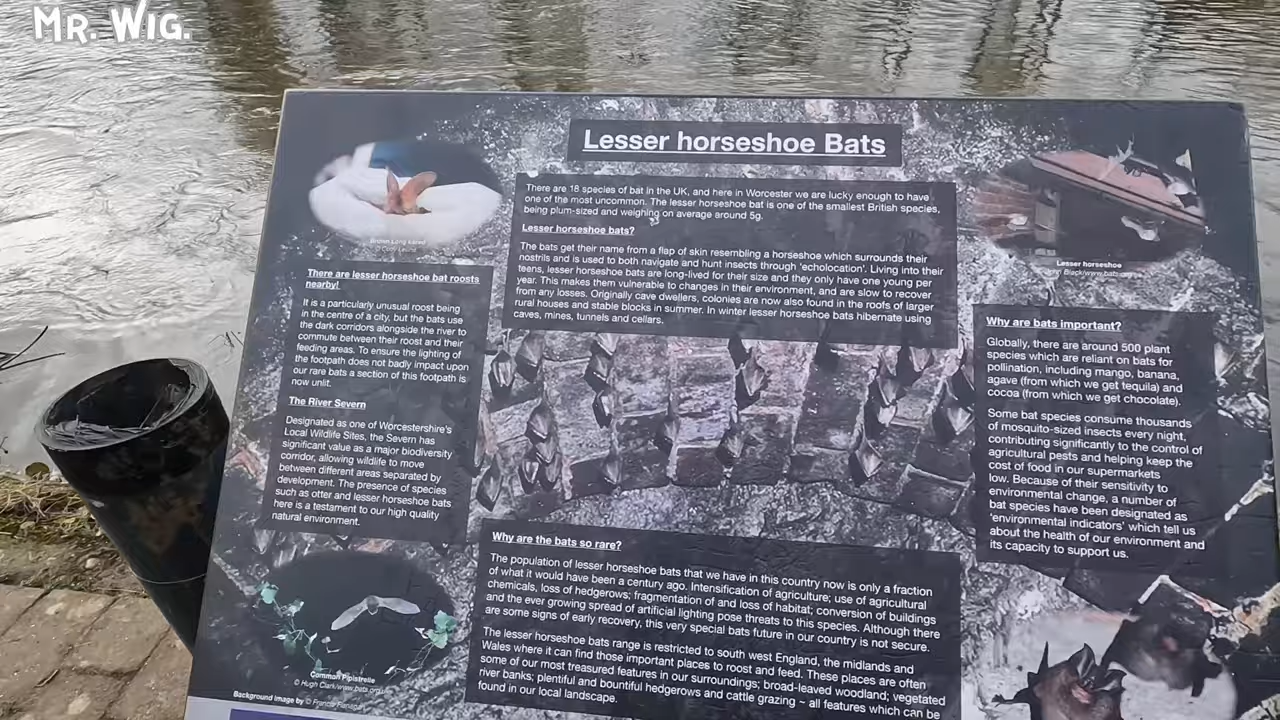 MR. WIG.
Lesser horseshoe Bats
There are 18 species of bat in the UK, and here in Worcester we are lucky enough to have
one of the most uncommon. The lesser horseshoe bat is one of the smallest British species,
being plum-sized and weighing on average around 5g.
Lesser horseshoe bats?
The bats get their name from a flap of skin resembling a horseshoe which surrounds their
nostrils and is used to both navigate and hunt insects through 'echolocation'. Living into their
teens, lesser horseshoe bats are long-lived for their size and they only have one young per
year. This makes them vulnerable to changes in their environment, and are slow to recover
from any losses. Originally cave dwellers, colonies are now also found in the roofs of larger
rural houses and stable blocks in summer. In winter lesser horseshoe bats hibernate using
caves, mines, tunnels and cellars.
Brown Long eared
There are lesser horseshoe bat roosts
nearby!
It is a particularly unusual roost being
in the centre of a city, but the bats use
the dark corridors alongside the river to
commute between their roost and their
feeding areas. To ensure the lighting of
the footpath does not badly impact upon
our rare bats a section of this footpath is
now unlit.
The River Severn
Designated as one of Worcestershire's
Local Wildlife Sites, the Severn has
significant value as a major biodiversity
corridor, allowing wildlife to move
between different areas separated by
development. The presence of species
such as otter and lesser horseshoe bats
here is a testament to our high quality
natural environment.
Lesser horseshoe
Black/www.bats.org
Why are bats important?
Globally, there are around 500 plant
species which are reliant on bats for
pollination, including mango, banana,
agave (from which we get tequila) and
cocoa (from which we get chocolate).
Some bat species consume thousands
of mosquito-sized insects every night,
contributing significantly to the control of
agricultural pests and helping keep the
cost of food in our supermarkets
low. Because of their sensitivity to
environmental change, a number of
bat species have been designated as
'environmental indicators' which tell us
about the health of our environment and
its capacity to support us.
Why are the bats so rare?
The population of lesser horseshoe bats that we have in this country now is only a fraction
of what it would have been a century ago. Intensification of agriculture; use of agricultural
chemicals, loss of hedgerows; fragmentation of and loss of habitat; conversion of buildings
and the ever growing spread of artificial lighting pose threats to this species. Although there
are some signs of early recovery, this very special bats future in our country is not secure.
The lesser horseshoe bats range is restricted to south west England, the midlands and
Wales where it can find those important places to roost and feed. These places are often
some of our most treasured features in our surroundings; broad-leaved woodland; vegetated
river banks; plentiful and bountiful hedgerows and cattle grazing ~ all features which can be
found in our local landscape.
Common Pipistrelle
© Hugh Clark/www.bats.org
Background image by © Francis Flanagan